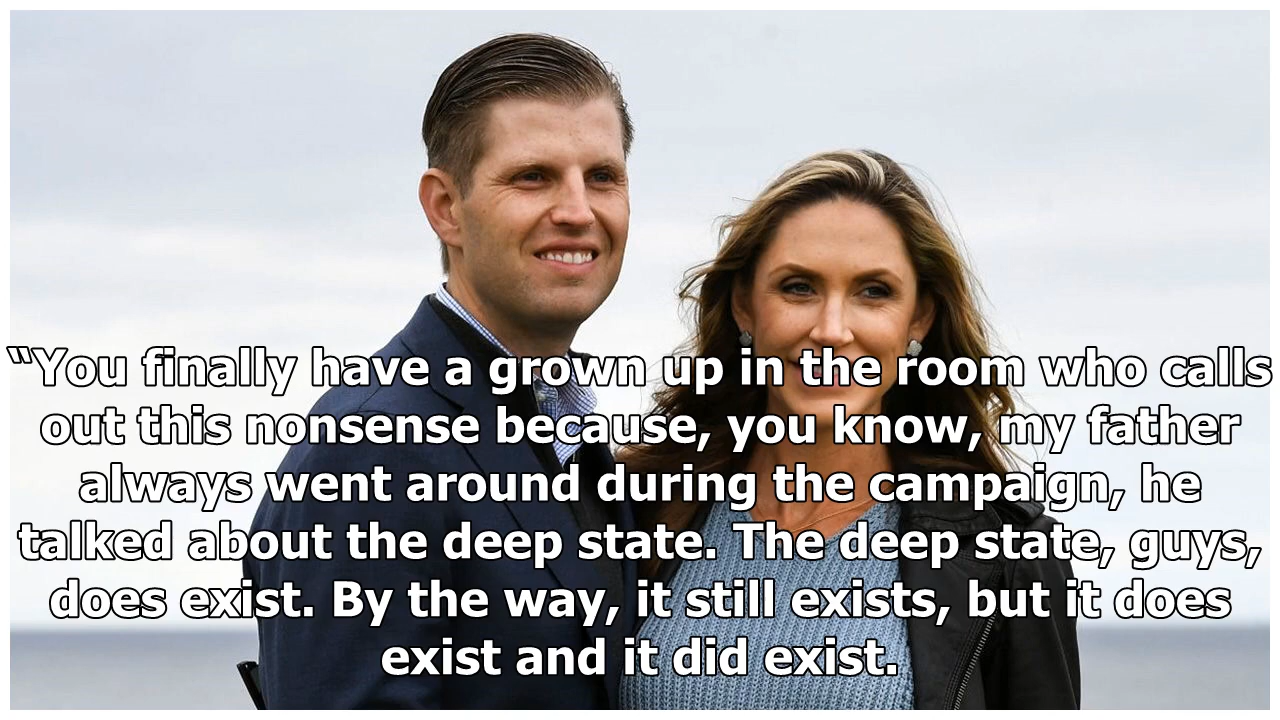 “You finally have a grown up in the room who calls
out this nonsense because, you know, my father
always went around during the campaign, he
talked about the deep state. The deep state, guys,
does exist. By the way, it still exists, but it does
exist and it did exist.